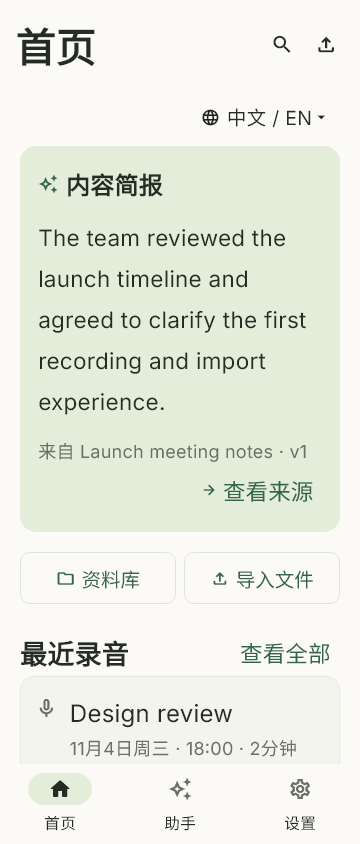 首页
中文 / EN
内容简报
The team reviewed the
launch timeline and
agreed to clarify the first
recording and import
experience.
来自 Launch meeting notes · v1
查看来源
资料库 导入文件
最近录音 查看全部
Design review
11月4日周三 · 18:00 · 2分钟
首页 助手 设置